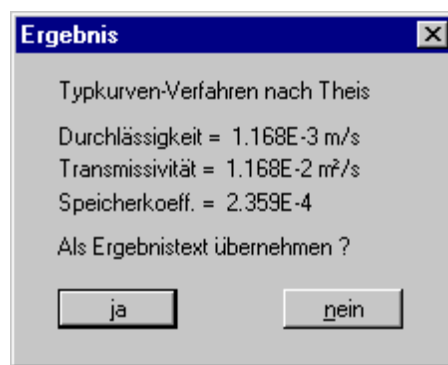 Ergebnis
Typkurven-Verfahren nach Theis
Durchlässigkeit = 1.168E-3 m/s
Transmissivität = 1.168E-2 m²/s
Speicherkoeff. = 2.359E-4
Als Ergebnistext übernehmen ?
ja nein